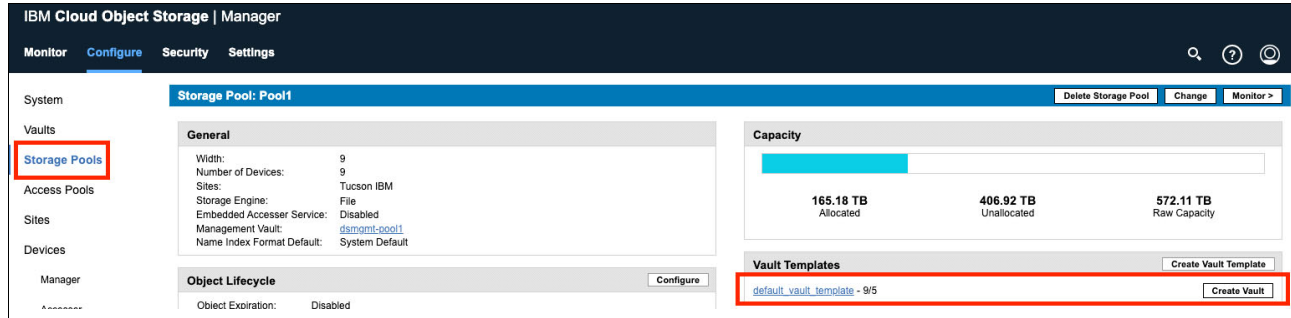 IBM Cloud Object Storage | Manager
Monitor Configure Security Settings
System
Vaults
Storage Pools
Access Pools
Sites
Devices
Manager
Accesser
Storage Pool: Pool1
Delete Storage Pool Change Monitor >
General
Width: 9
Number of Devices: 9
Sites: Tucson IBM
Storage Engine: File
Embedded Accesser Service: Disabled
Management Vault: dsmgmt-pool1
Name Index Format Default: System Default
Object Lifecycle Configure
Object Expiration: Disabled
Capacity
165.18 TB 406.92 TB 572.11 TB
Allocated Unallocated Raw Capacity
Vault Templates Create Vault Template
default_vault_template - 9/5 Create Vault